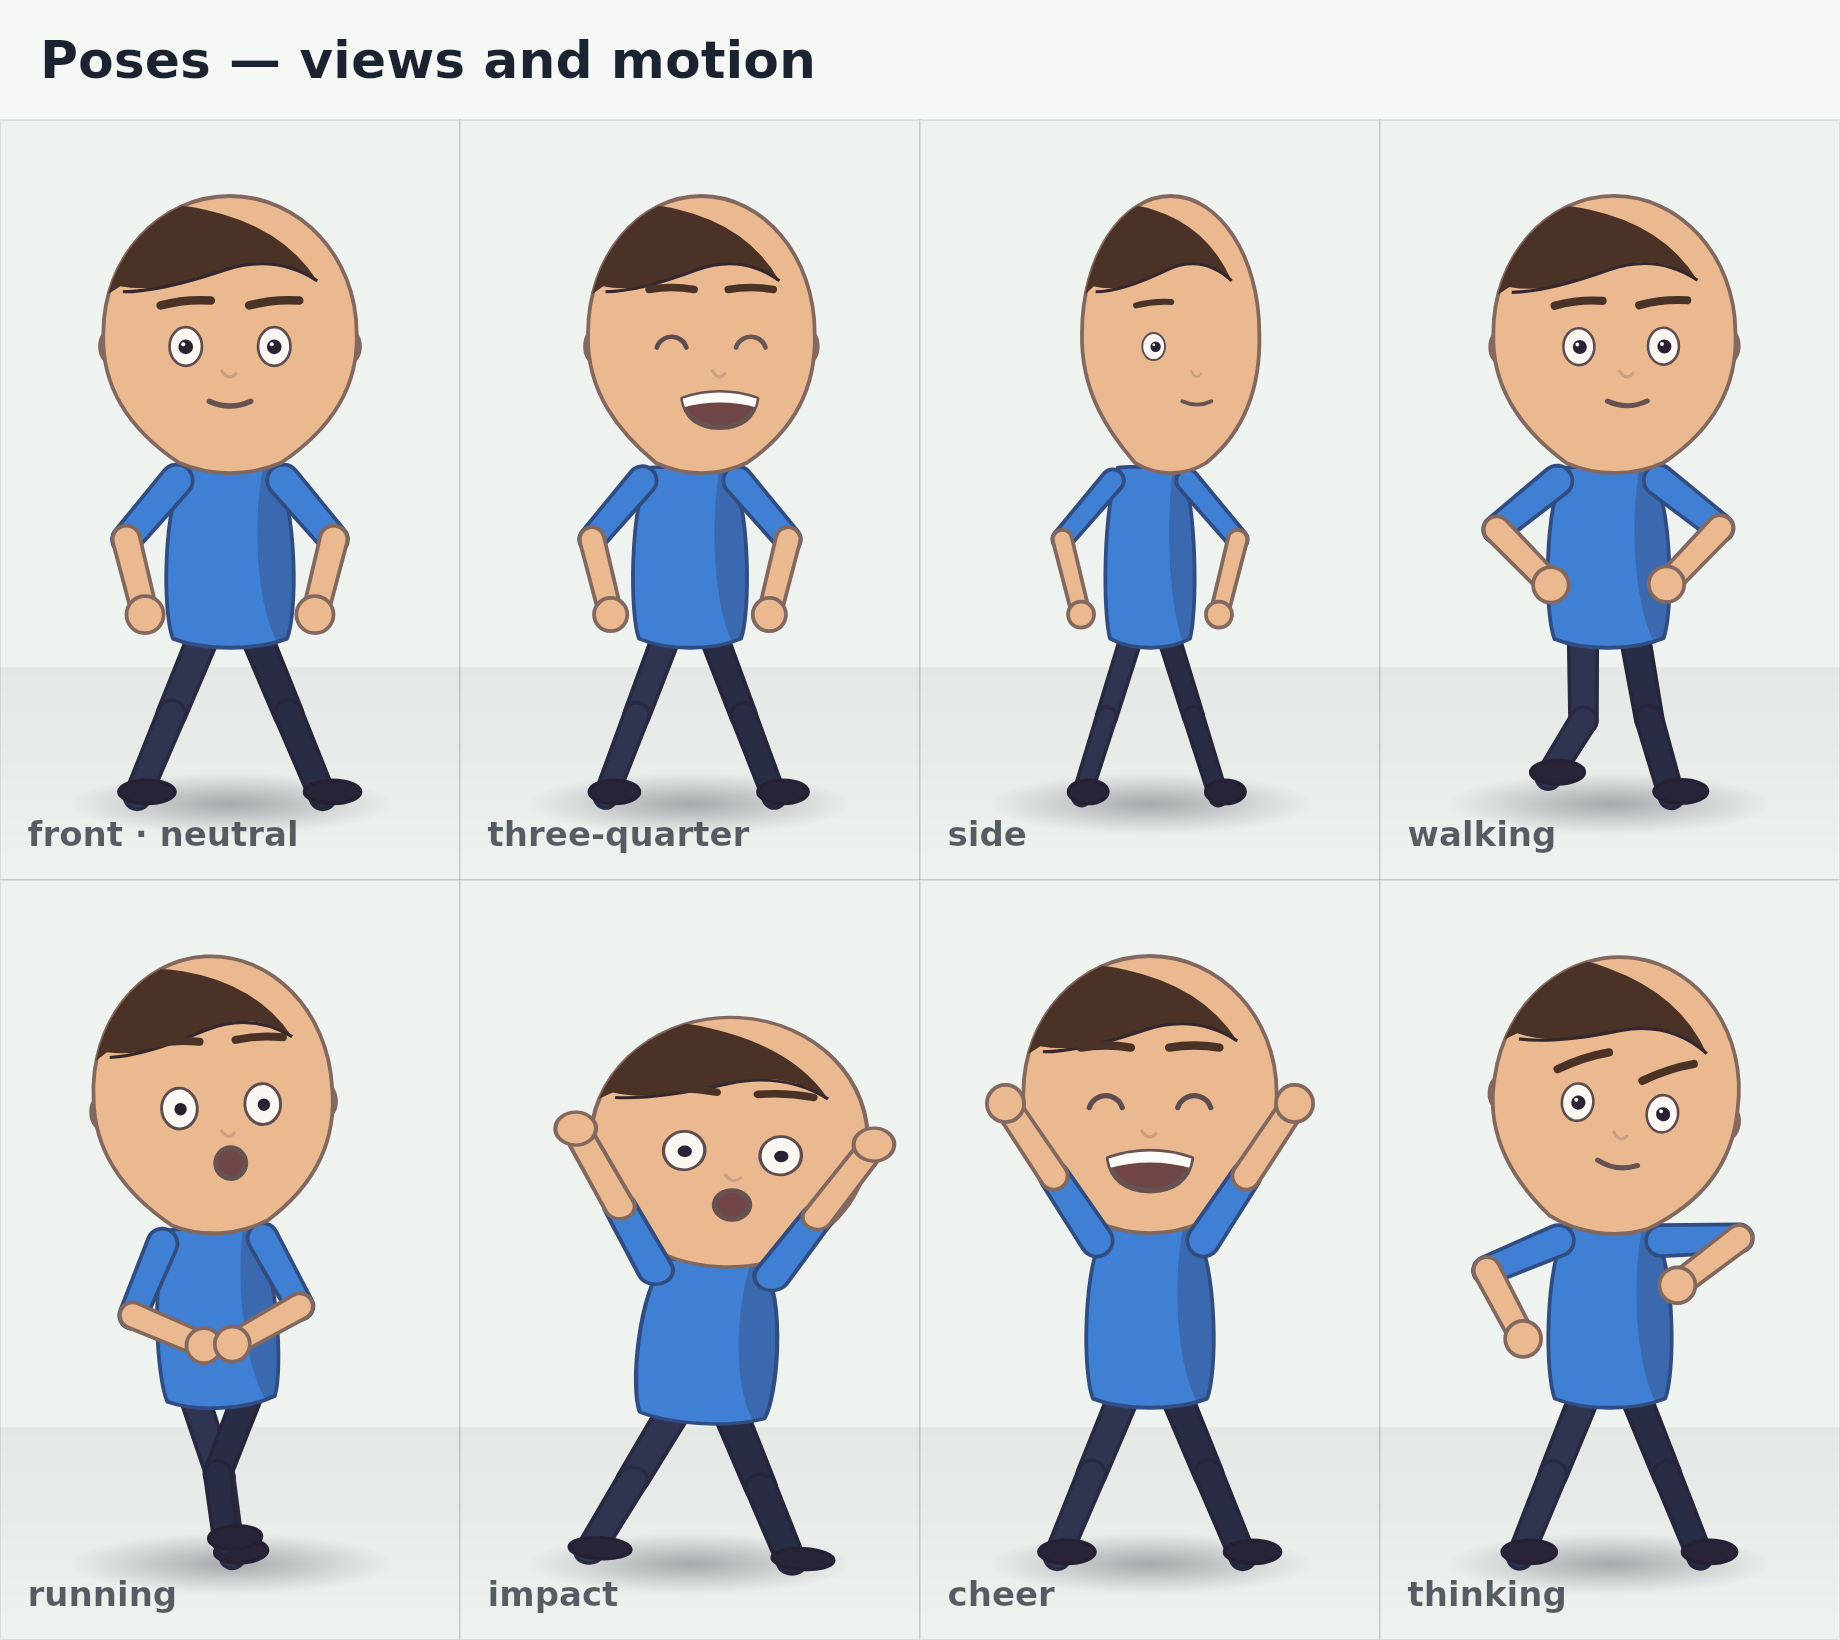 Poses — views and motion
front · neutral
three-quarter
side
walking
running
impact
cheer
thinking